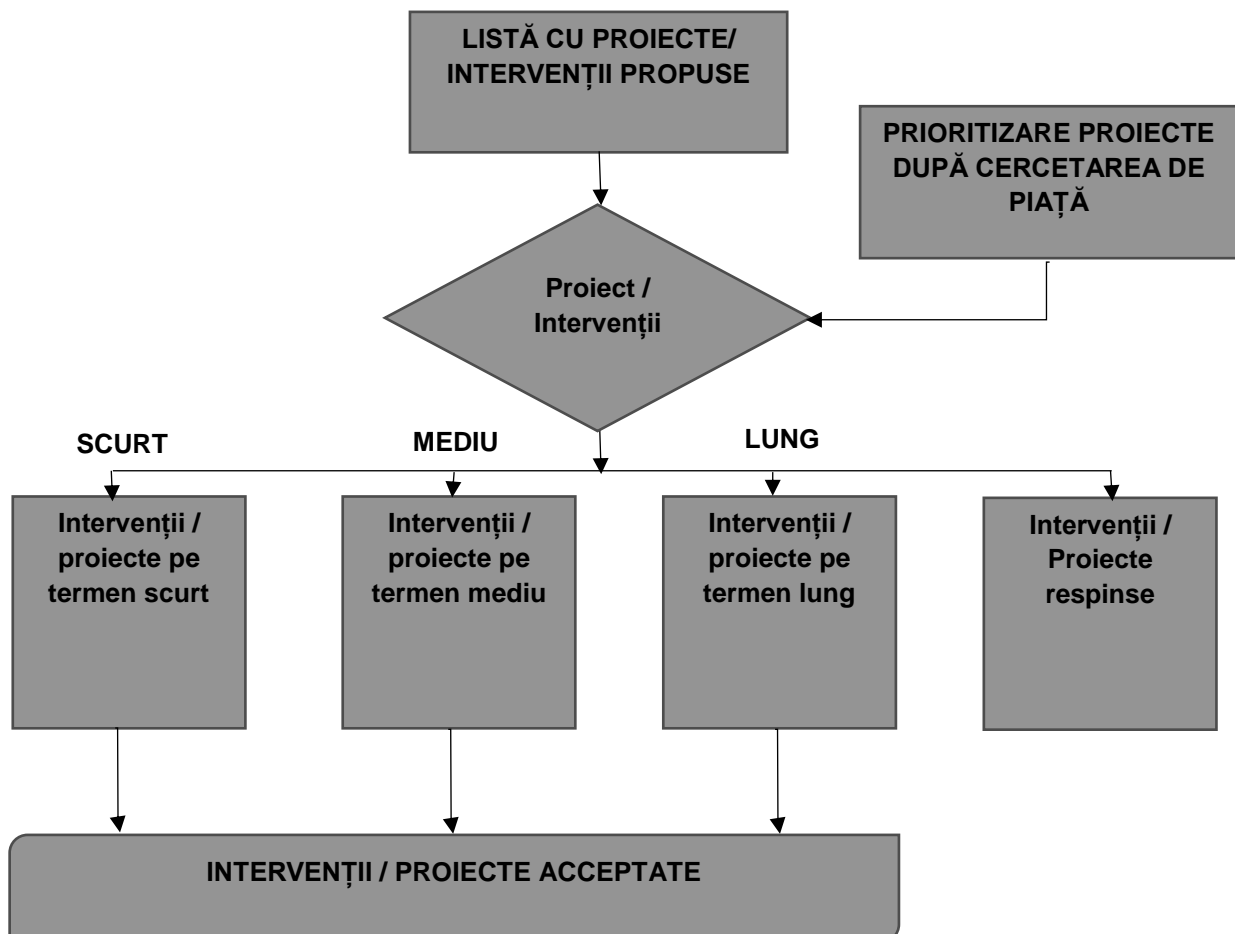 LISTĂ CU PROIECTE/
INTERVENȚII PROPUSE
PRIORITIZARE PROIECTE
DUPĂ CERCETAREA DE
PIAȚĂ
Proiect /
Intervenții
SCURT
MEDIU
LUNG
Intervenții /
proiecte pe
termen scurt
Intervenții /
proiecte pe
termen mediu
Intervenții /
proiecte pe
termen lung
Intervenții /
Proiecte
respinse
INTERVENȚII / PROIECTE ACCEPTATE